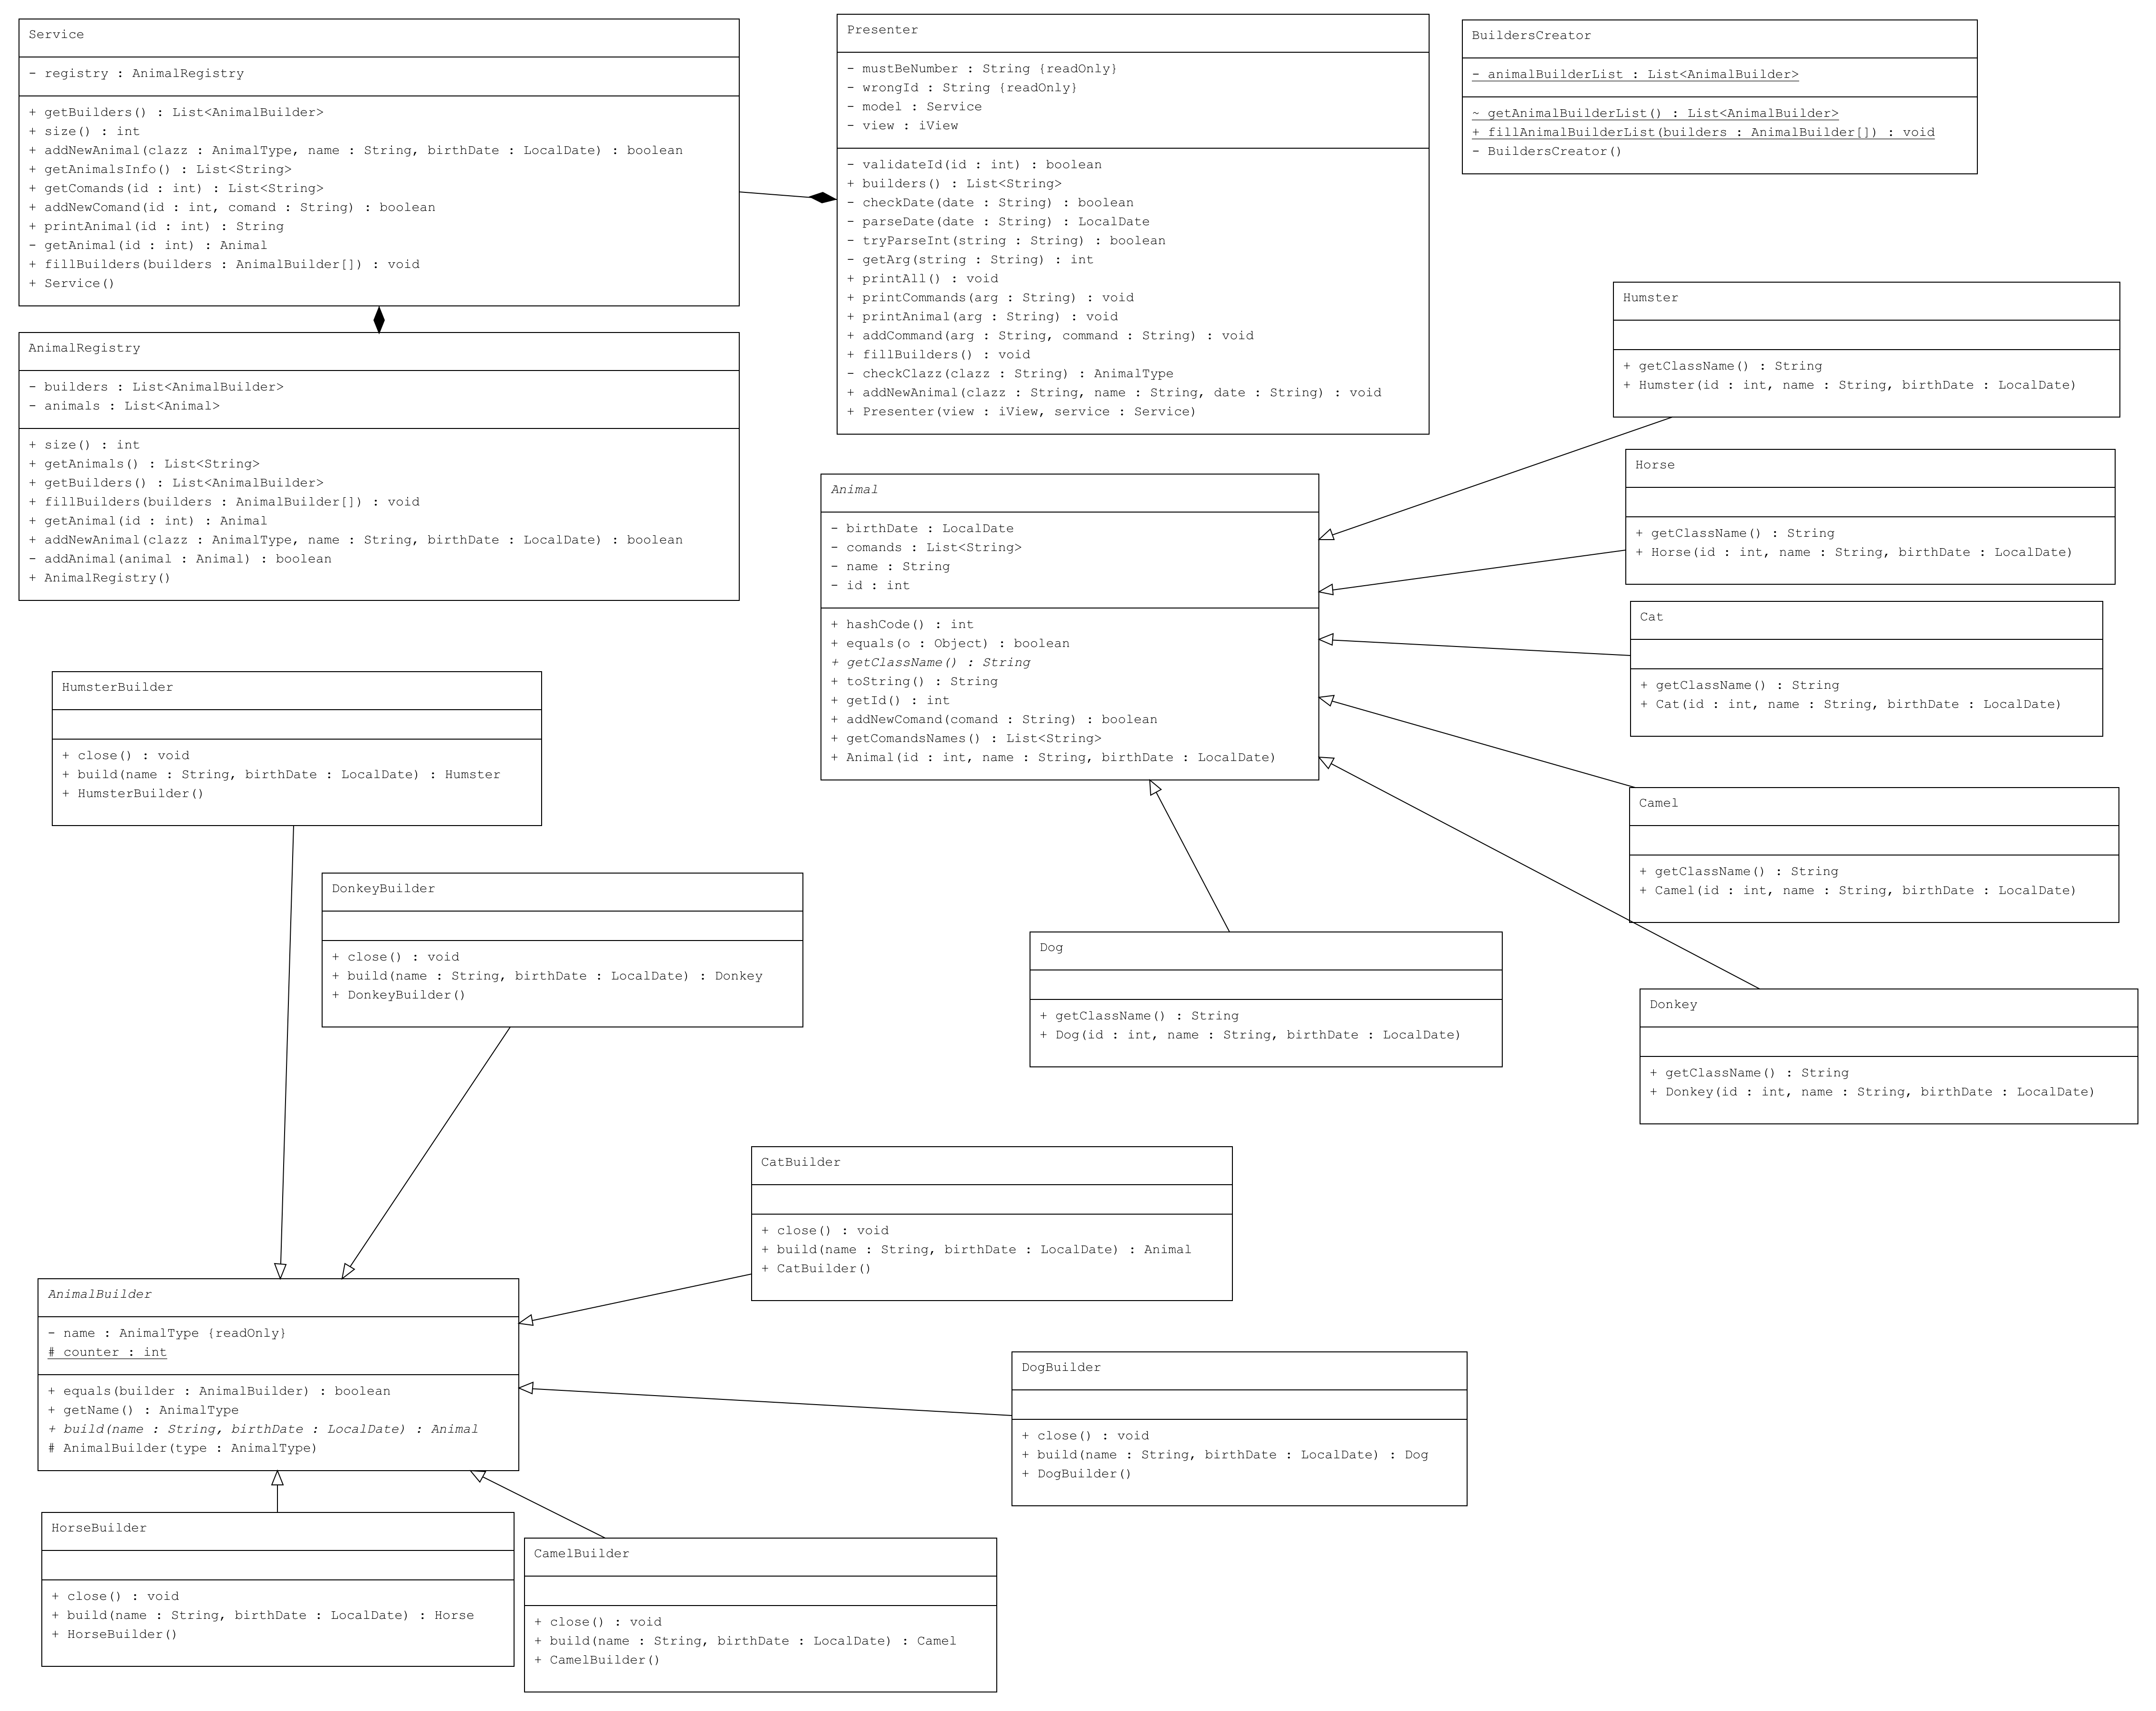 Service
- registry : AnimalRegistry
+ getBuilders() : List<AnimalBuilder>
+ size() : int
+ addNewAnimal(clazz : AnimalType, name : String, birthDate : LocalDate) : boolean
+ getAnimalsInfo() : List<String>
+ getComands(id : int) : List<String>
+ addNewComand(id : int, comand : String) : boolean
+ printAnimal(id : int) : String
- getAnimal(id : int) : Animal
+ fillBuilders(builders : AnimalBuilder[]) : void
+ Service()
Presenter
- mustBeNumber : String {readOnly}
- wrongId : String {readOnly}
- model : Service
- view : iView
- validateId(id : int) : boolean
+ builders() : List<String>
- checkDate(date : String) : boolean
- parseDate(date : String) : LocalDate
- tryParseInt(string : String) : boolean
- getArg(string : String) : int
+ printAll() : void
+ printCommands(arg : String) : void
+ printAnimal(arg : String) : void
+ addCommand(arg : String, command : String) : void
+ fillBuilders() : void
- checkClazz(clazz : String) : AnimalType
+ addNewAnimal(clazz : String, name : String, date : String) : void
+ Presenter(view : iView, service : Service)
BuildersCreator
- animalBuilderList : List<AnimalBuilder>
~ getAnimalBuilderList() : List<AnimalBuilder>
+ fillAnimalBuilderList(builders : AnimalBuilder[]) : void
- BuildersCreator()
AnimalRegistry
- builders : List<AnimalBuilder>
- animals : List<Animal>
+ size() : int
+ getAnimals() : List<String>
+ getBuilders() : List<AnimalBuilder>
+ fillBuilders(builders : AnimalBuilder[]) : void
+ getAnimal(id : int) : Animal
+ addNewAnimal(clazz : AnimalType, name : String, birthDate : LocalDate) : boolean
- addAnimal(animal : Animal) : boolean
+ AnimalRegistry()
Humster
+ getClassName() : String
+ Humster(id : int, name : String, birthDate : LocalDate)
Horse
+ getClassName() : String
+ Horse(id : int, name : String, birthDate : LocalDate)
Animal
- birthDate : LocalDate
- comands : List<String>
- name : String
- id : int
+ hashCode() : int
+ equals(o : Object) : boolean
+ getClassName() : String
+ toString() : String
+ getId() : int
+ addNewComand(comand : String) : boolean
+ getComandsNames() : List<String>
+ Animal(id : int, name : String, birthDate : LocalDate)
Cat
+ getClassName() : String
+ Cat(id : int, name : String, birthDate : LocalDate)
HumsterBuilder
+ close() : void
+ build(name : String, birthDate : LocalDate) : Humster
+ HumsterBuilder()
Camel
+ getClassName() : String
+ Camel(id : int, name : String, birthDate : LocalDate)
DonkeyBuilder
+ close() : void
+ build(name : String, birthDate : LocalDate) : Donkey
+ DonkeyBuilder()
Dog
+ getClassName() : String
+ Dog(id : int, name : String, birthDate : LocalDate)
Donkey
+ getClassName() : String
+ Donkey(id : int, name : String, birthDate : LocalDate)
CatBuilder
+ close() : void
+ build(name : String, birthDate : LocalDate) : Animal
+ CatBuilder()
AnimalBuilder
- name : AnimalType {readOnly}
# counter : int
+ equals(builder : AnimalBuilder) : boolean
+ getName() : AnimalType
+ build(name : String, birthDate : LocalDate) : Animal
# AnimalBuilder(type : AnimalType)
DogBuilder
+ close() : void
+ build(name : String, birthDate : LocalDate) : Dog
+ DogBuilder()
HorseBuilder
+ close() : void
+ build(name : String, birthDate : LocalDate) : Horse
+ HorseBuilder()
CamelBuilder
+ close() : void
+ build(name : String, birthDate : LocalDate) : Camel
+ CamelBuilder()